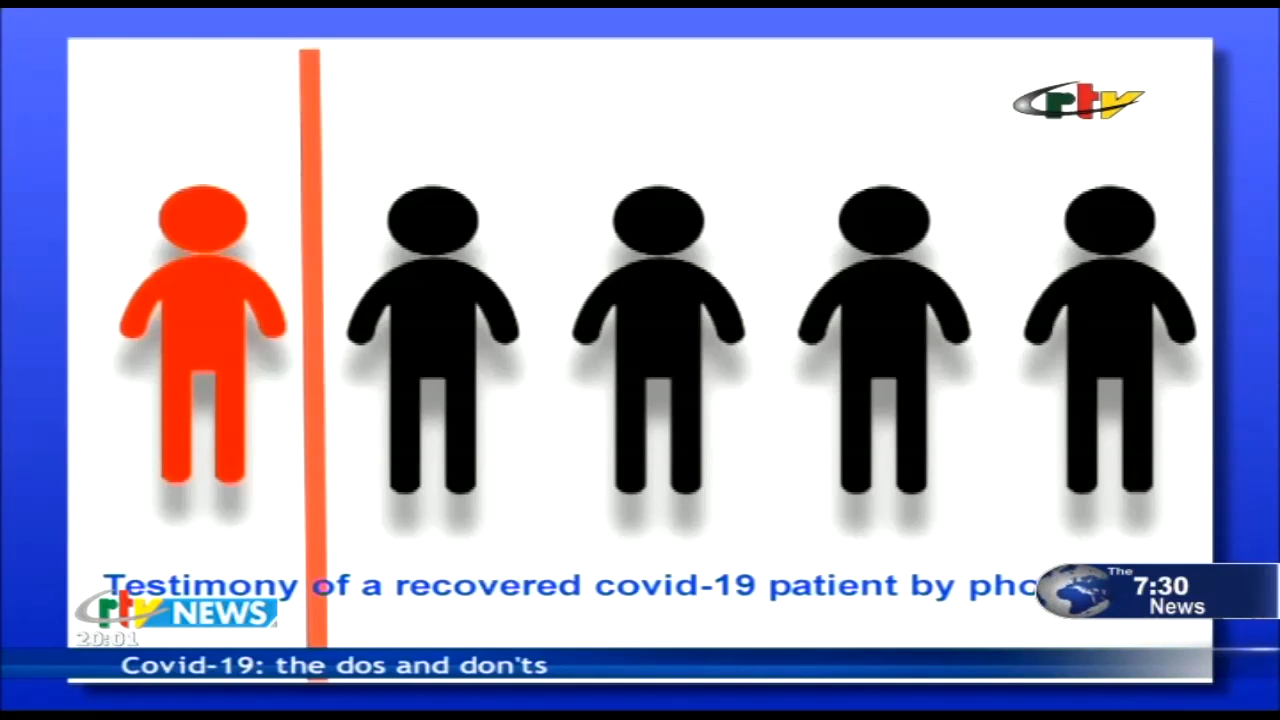 crtv
Testimony of a recovered covid-19 patient by pho
The
7:30
News
crtv NEWS
20:01
Covid-19: the dos and don'ts